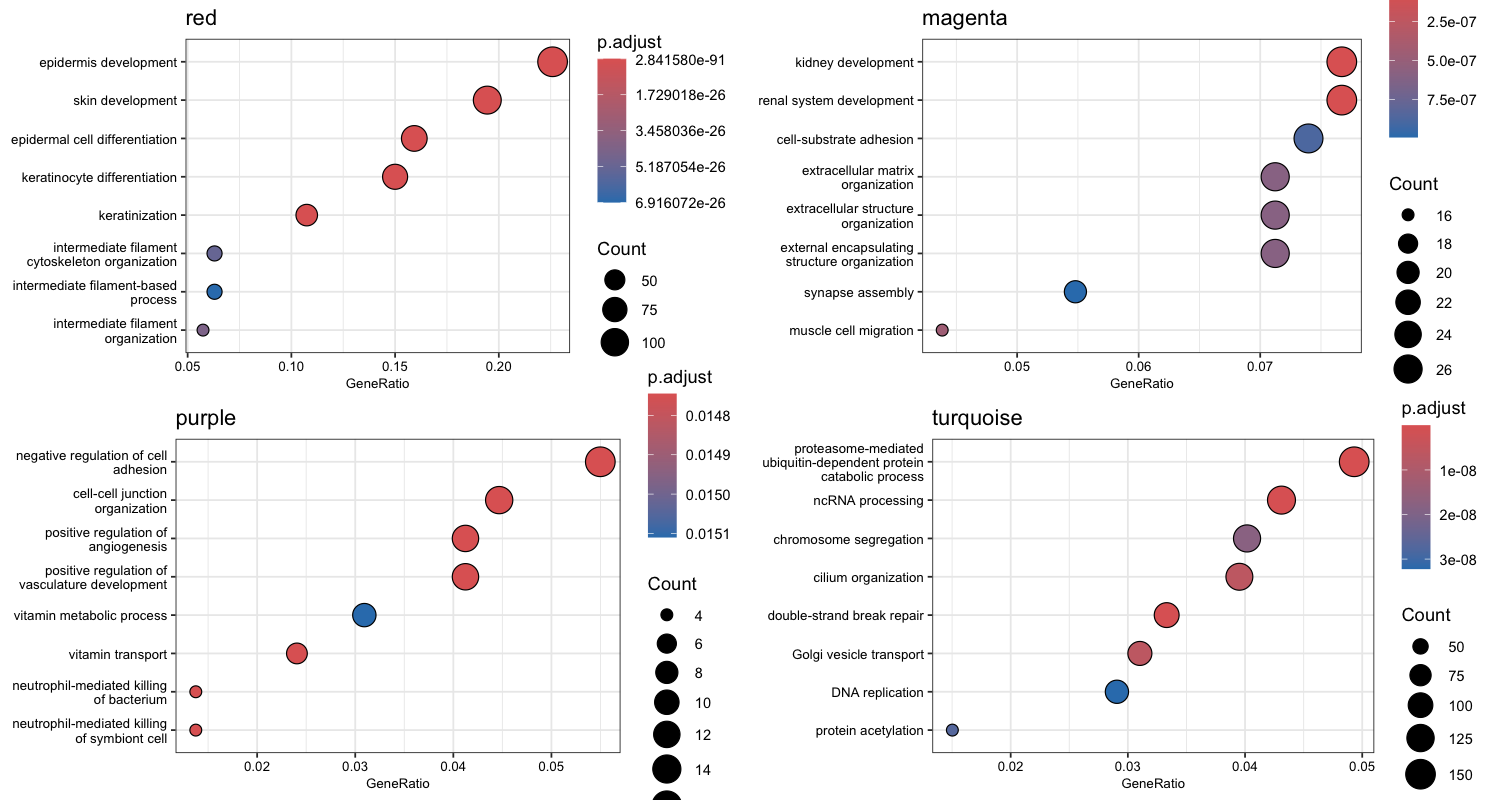 red
epidermis development
skin development
epidermal cell differentiation
keratinocyte differentiation
keratinization
intermediate filament
cytoskeleton organization
intermediate filament-based
process
intermediate filament
organization
0.05 0.10 0.15 0.20
GeneRatio
p.adjust
2.841580e-91
1.729018e-26
3.458036e-26
5.187054e-26
6.916072e-26
Count
50
75
100
magenta
kidney development
renal system development
cell-substrate adhesion
extracellular matrix
organization
extracellular structure
organization
external encapsulating
structure organization
synapse assembly
muscle cell migration
0.05 0.06 0.07
GeneRatio
2.5e-07
5.0e-07
7.5e-07
Count
16
18
20
22
24
26
purple
negative regulation of cell
adhesion
cell-cell junction
organization
positive regulation of
angiogenesis
positive regulation of
vasculature development
vitamin metabolic process
vitamin transport
neutrophil-mediated killing
of bacterium
neutrophil-mediated killing
of symbiont cell
0.02 0.03 0.04 0.05
GeneRatio
p.adjust
0.0148
0.0149
0.0150
0.0151
Count
4
6
8
10
12
14
turquoise
proteasome-mediated
ubiquitin-dependent protein
catabolic process
ncRNA processing
chromosome segregation
cilium organization
double-strand break repair
Golgi vesicle transport
DNA replication
protein acetylation
0.02 0.03 0.04 0.05
GeneRatio
p.adjust
1e-08
2e-08
3e-08
Count
50
75
100
125
150